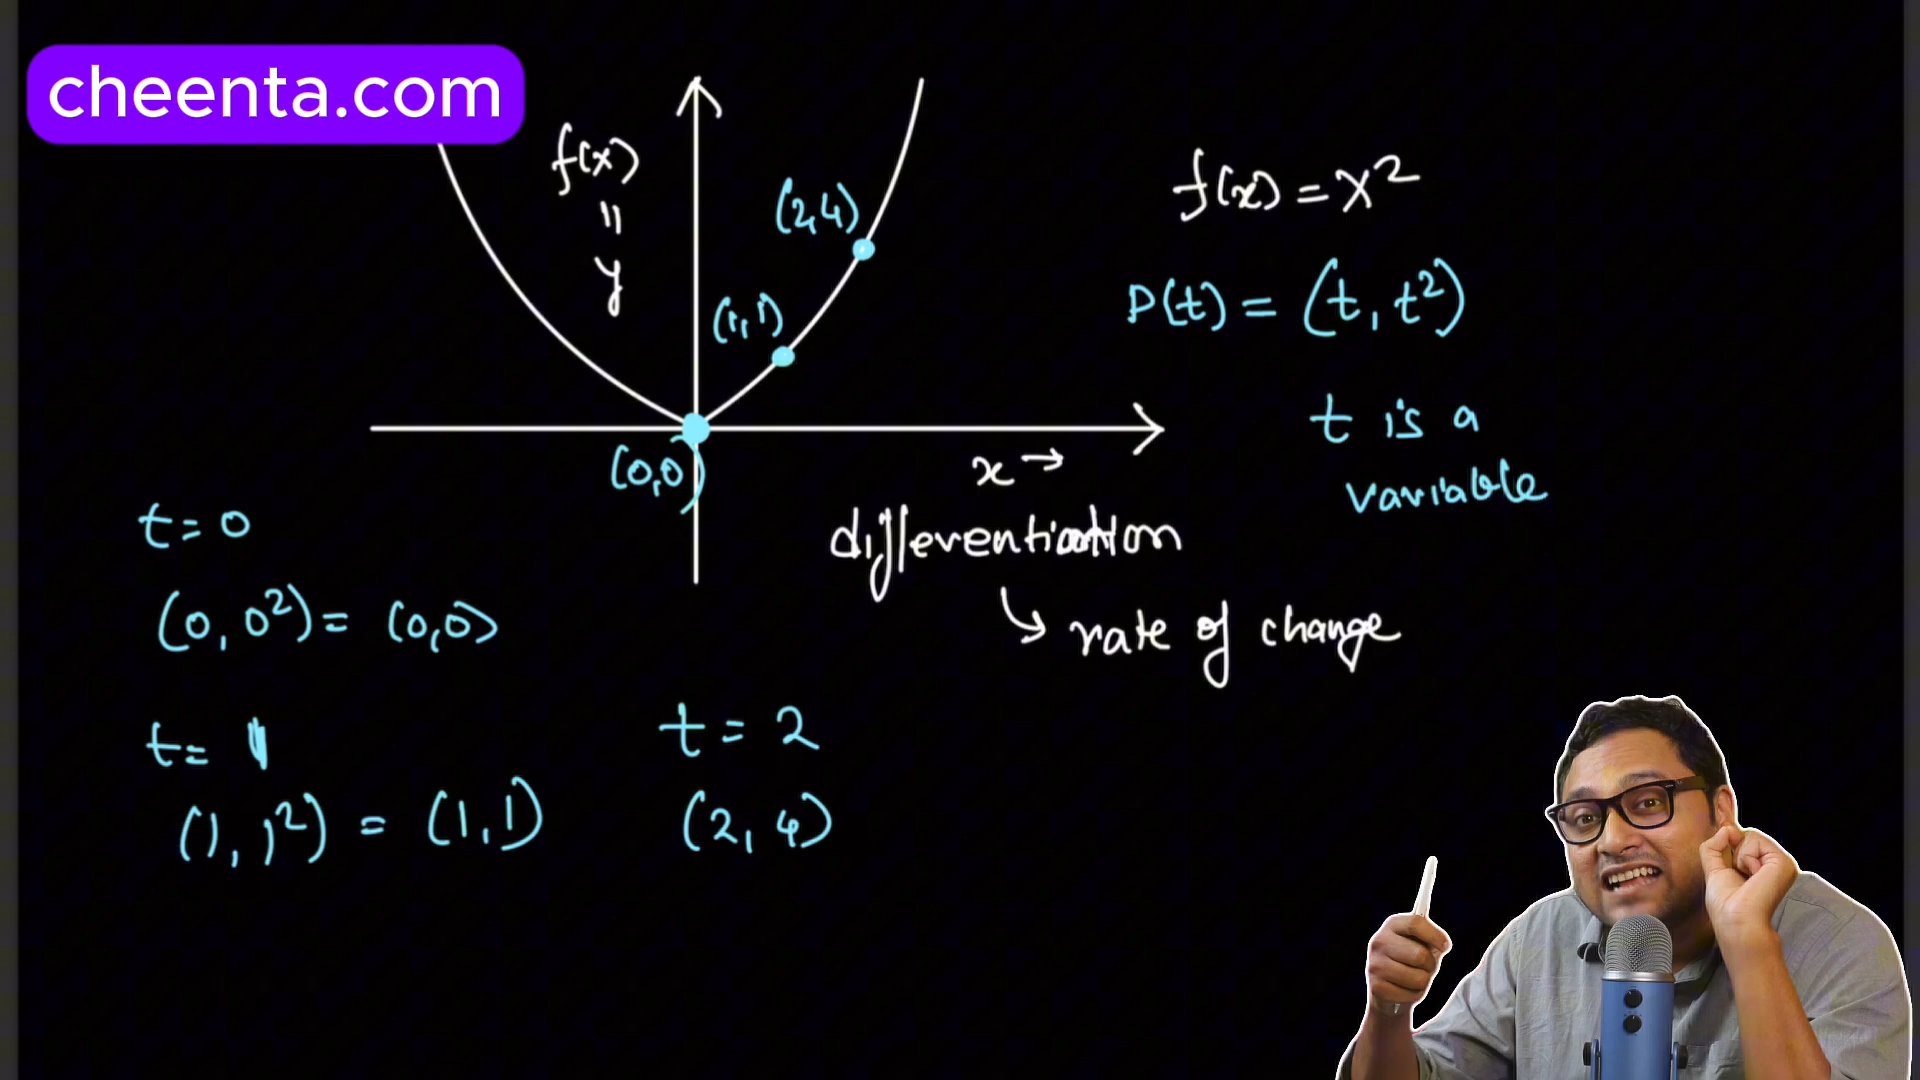 cheenta.com
f(x)
=
y
(2,4)
(1,1)
(0,0)
x →
f(x) = x²
P(t) = (t, t²)
t is a
variable
differentiation
↳ rate of change
t = 0
(0, 0²) = (0,0)
t = 1
(1, 1²) = (1,1)
t = 2
(2, 4)